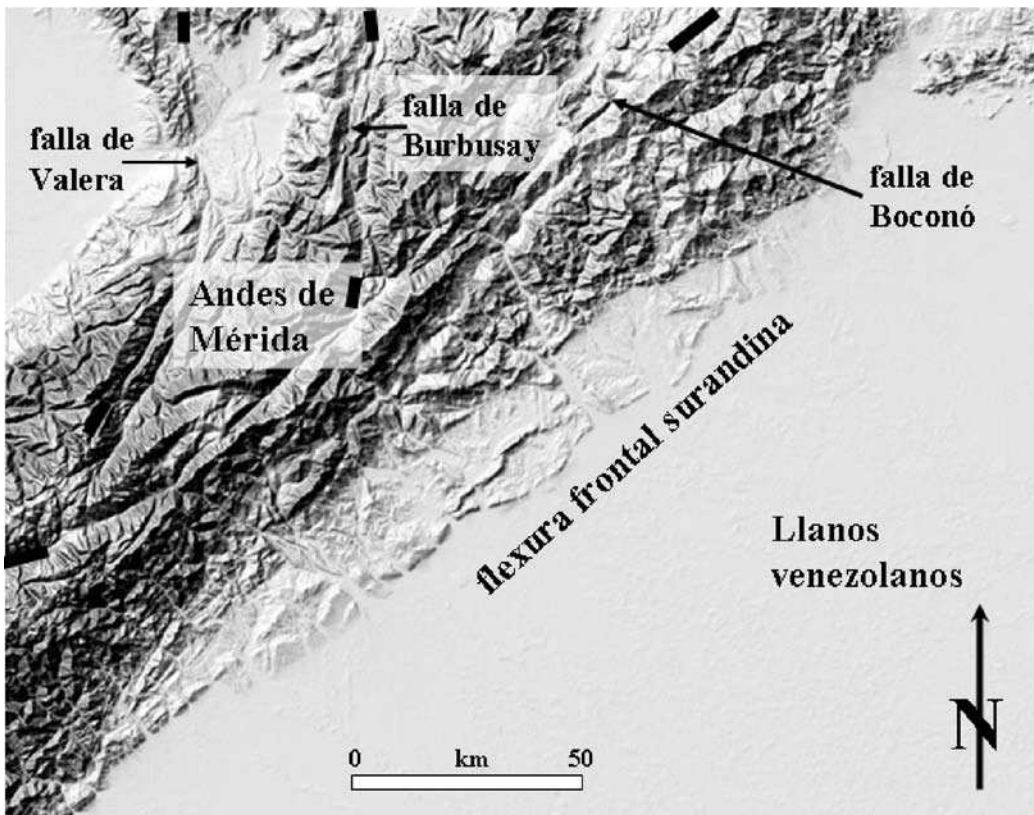 falla de
Valera
falla de
Burbusay
falla de
Boconó
Andes de
Mérida
flexura frontal surandina
Llanos
venezolanos
N
0 km 50